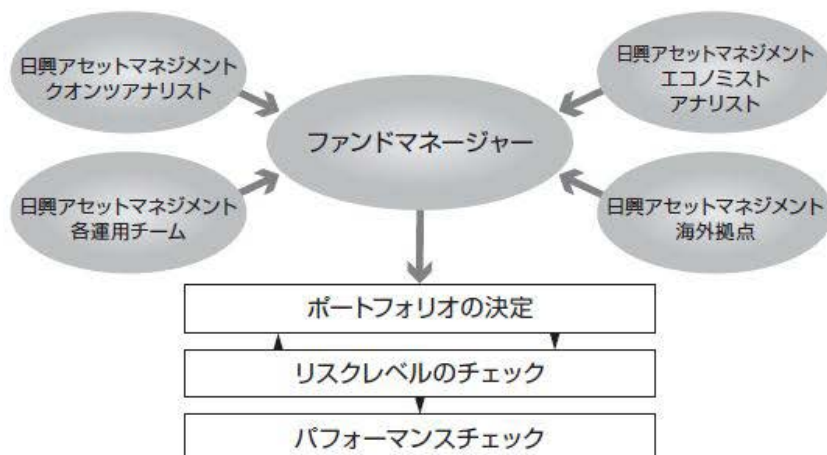 日興アセットマネジメント
クオンツアナリスト
日興アセットマネジメント
エコノミスト
アナリスト
ファンドマネージャー
日興アセットマネジメント
各運用チーム
日興アセットマネジメント
海外拠点
ポートフォリオの決定
リスクレベルのチェック
パフォーマンスチェック